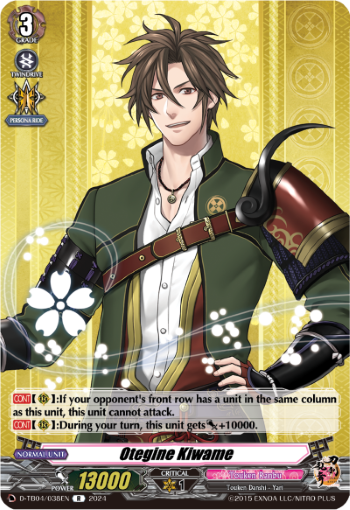 3
GRADE
TWINDRIVE
PERSONA RIDE
CONT :If your opponent's front row has a unit in the same column
as this unit, this unit cannot attack.
CONT :During your turn, this unit gets +10000.
NORMAL UNIT
Otegine Kiwame
Power 13000
CRITICAL
1
Touken Ranbu
Touken Danshi - Yari
D-TB04/038EN R 2024
©2015 EXNOA LLC/NITRO PLUS